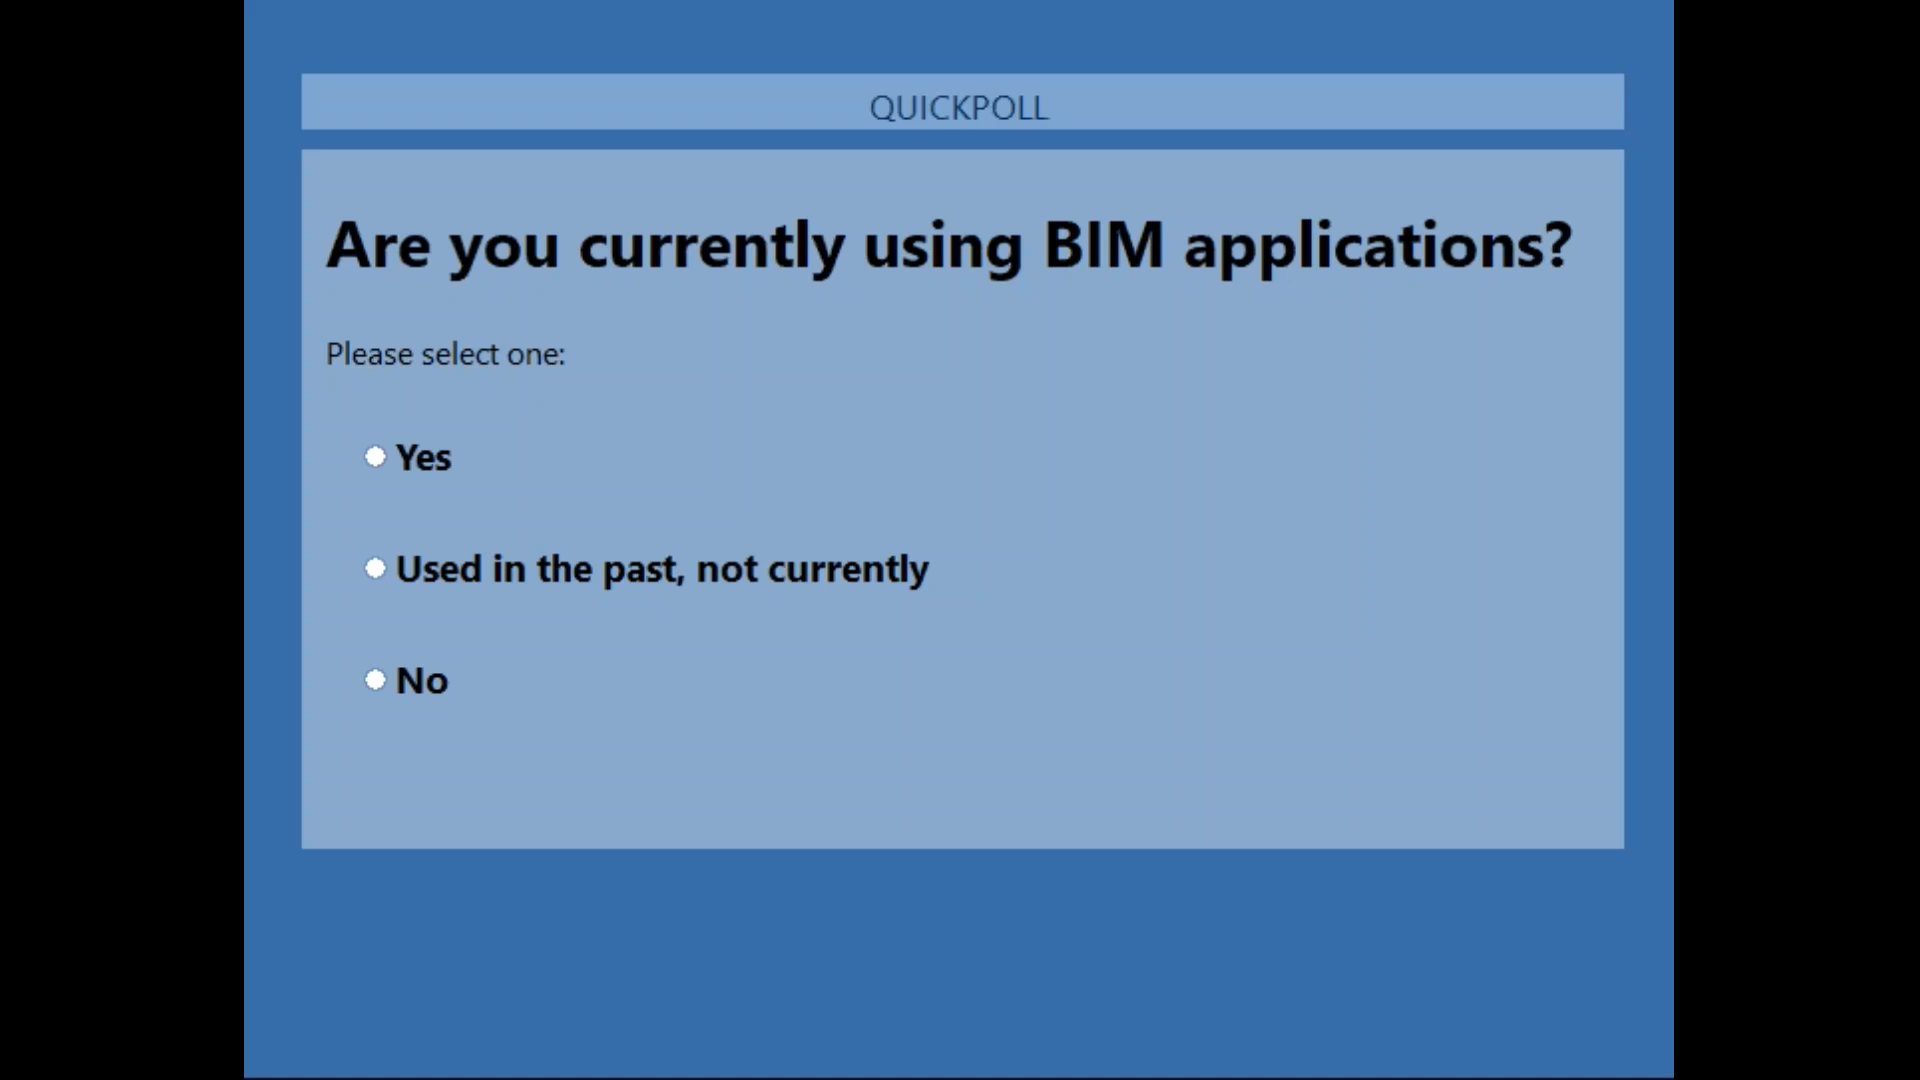 QUICKPOLL
Are you currently using BIM applications?
Please select one:
Yes
Used in the past, not currently
No